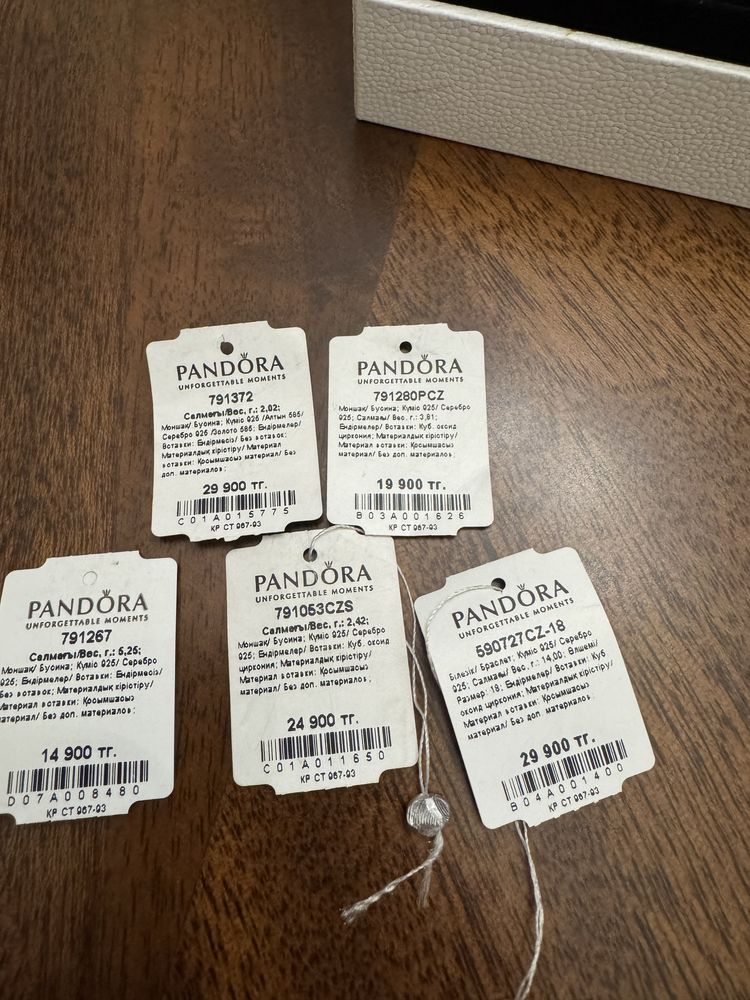 PANDORA
UNFORGETTABLE MOMENTS
791372
Салмағы/Вес, г.: 2,02;
Моншақ/ Бусина; Күміс 925 /Алтын 585/
Серебро 925 /Золото 585; Ендірмелер/
Вставки: Ендірмесіз/ Без вставок;
Материалдық кірістіру/ Материал
вставки: Қосымшасыз материал/ Без
доп. материалов ;
29 900 тг.
C01A015775
КР СТ 967-93
PANDORA
UNFORGETTABLE MOMENTS
791280PCZ
Моншақ/ Бусина; Күміс 925/ Серебро
925; Салмағы/ Вес, г.: 3,81;
Ендірмелер/ Вставки: Куб. оксид
циркония; Материалдық кірістіру/
Материал вставки: Қосымшасыз
материал/ Без доп. материалов ;
19 900 тг.
B03A001626
КР СТ 967-93
PANDORA
UNFORGETTABLE MOMENTS
791267
Салмағы/Вес, г.: 5,25;
Моншақ/ Бусина; Күміс 925/ Серебро
925; Ендірмелер/ Вставки: Ендірмесіз/
Без вставок; Материалдық кірістіру/
Материал вставки: Қосымшасыз
материал/ Без доп. материалов ;
14 900 тг.
D07A008480
КР СТ 967-93
PANDORA
UNFORGETTABLE MOMENTS
791053CZS
Салмағы/Вес, г.: 2,42;
Моншақ/ Бусина; Күміс 925/ Серебро
925; Ендірмелер/ Вставки: Куб. оксид
циркония; Материалдық кірістіру/
Материал вставки: Қосымшасыз
материал/ Без доп. материалов ;
24 900 тг.
C01A011650
КР СТ 967-93
PANDORA
UNFORGETTABLE MOMENTS
590727CZ-18
Білезік/ Браслет; Күміс 925/ Серебро
925; Салмағы/ Вес, г.: 14,00; Өлшемі/
Размер: 18; Ендірмелер/ Вставки: Куб.
оксид циркония; Материалдық кірістіру/
Материал вставки: Қосымшасыз
материал/ Без доп. материалов ;
29 900 тг.
B04A001400
КР СТ 967-93